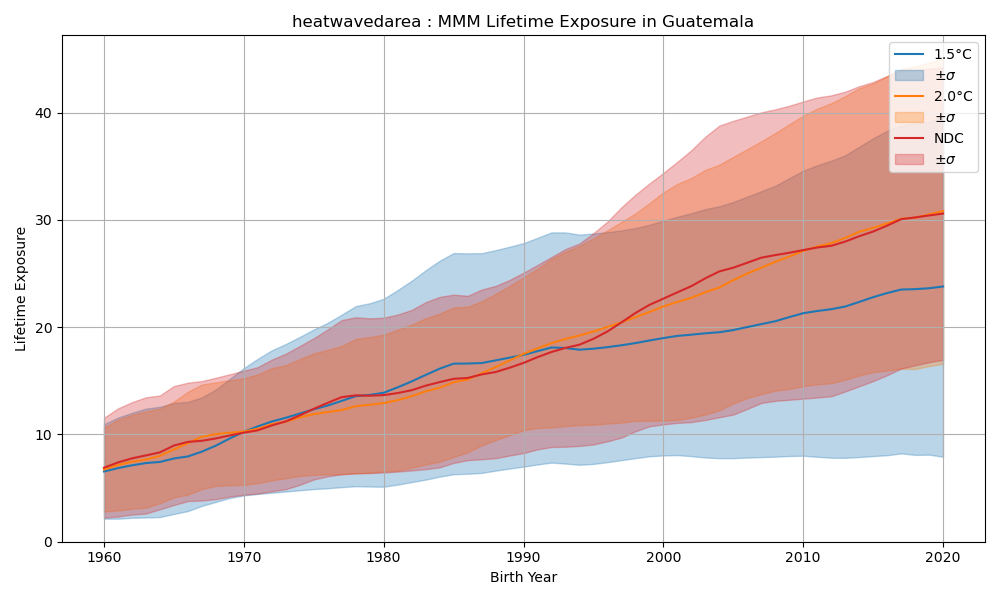 heatwavedarea : MMM Lifetime Exposure in Guatemala
Lifetime Exposure
40
30
20
10
0
1960 1970 1980 1990 2000 2010 2020
Birth Year
1.5°C
±σ
2.0°C
±σ
NDC
±σ